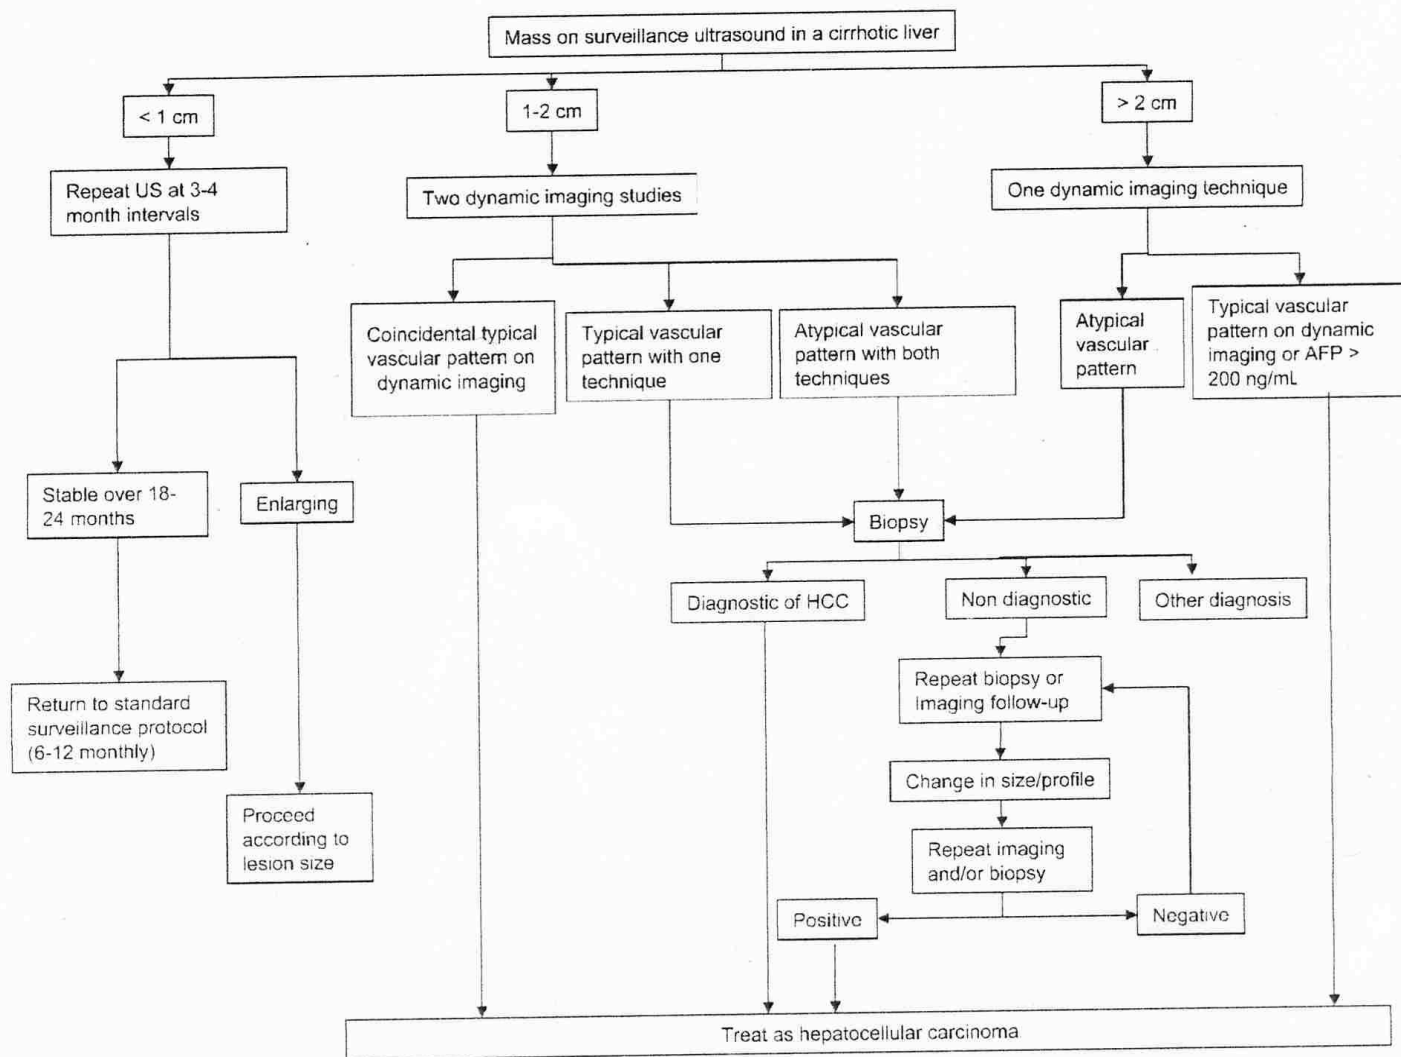 Mass on surveillance ultrasound in a cirrhotic liver
< 1 cm
1-2 cm
> 2 cm
Repeat US at 3-4
month intervals
Two dynamic imaging studies
One dynamic imaging technique
Coincidental typical
vascular pattern on
dynamic imaging
Typical vascular
pattern with one
technique
Atypical vascular
pattern with both
techniques
Atypical
vascular
pattern
Typical vascular
pattern on dynamic
imaging or AFP >
200 ng/mL
Stable over 18-
24 months
Enlarging
Biopsy
Diagnostic of HCC
Non diagnostic
Other diagnosis
Return to standard
surveillance protocol
(6-12 monthly)
Repeat biopsy or
Imaging follow-up
Change in size/profile
Proceed
according to
lesion size
Repeat imaging
and/or biopsy
Positive
Negative
Treat as hepatocellular carcinoma